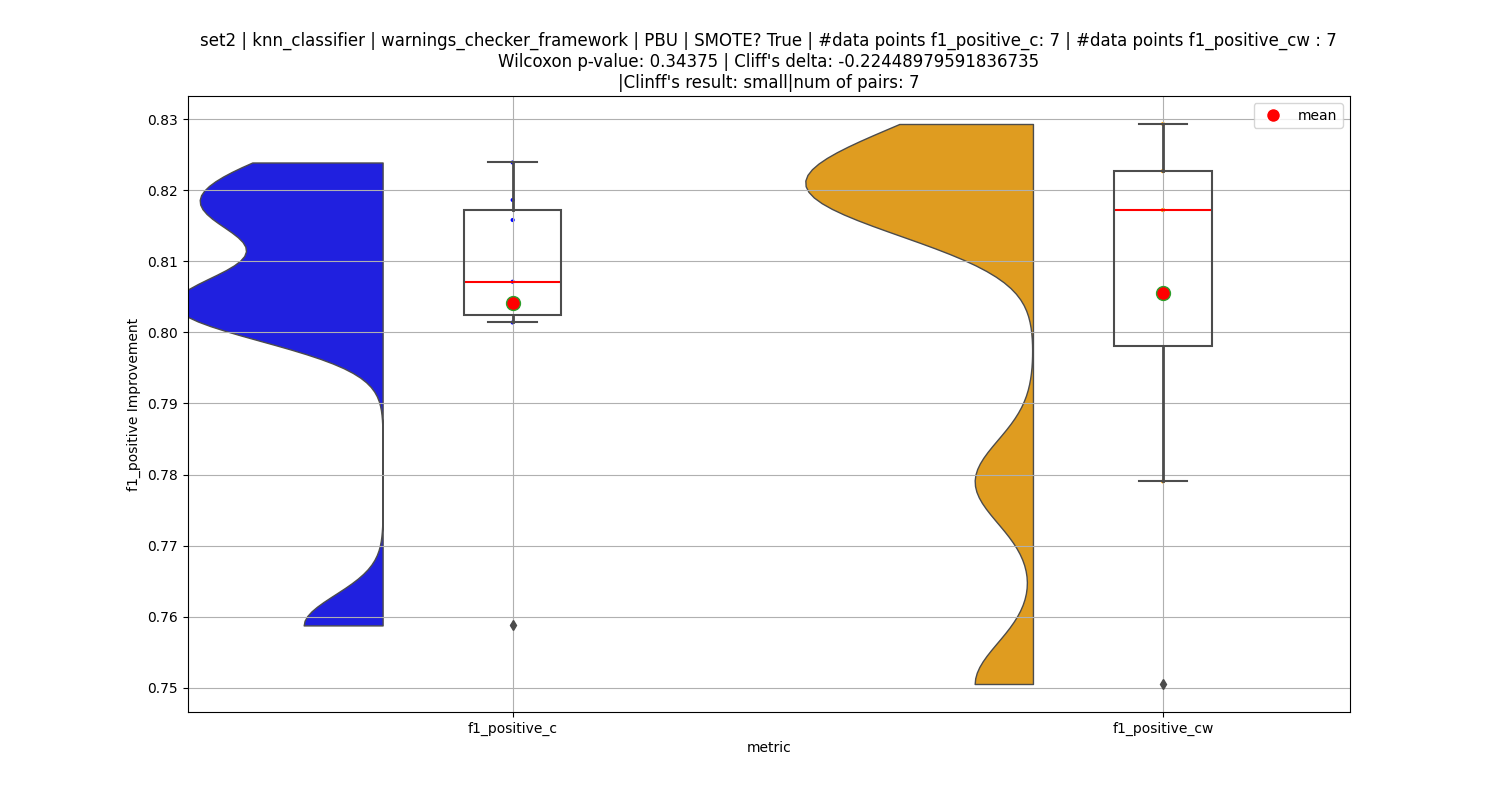 set2 | knn_classifier | warnings_checker_framework | PBU | SMOTE? True | #data points f1_positive_c: 7 | #data points f1_positive_cw : 7
Wilcoxon p-value: 0.34375 | Cliff's delta: -0.22448979591836735
|Clinff's result: small|num of pairs: 7
mean
0.83
0.82
0.81
0.80
0.79
0.78
0.77
0.76
0.75
f1_positive Improvement
f1_positive_c
f1_positive_cw
metric